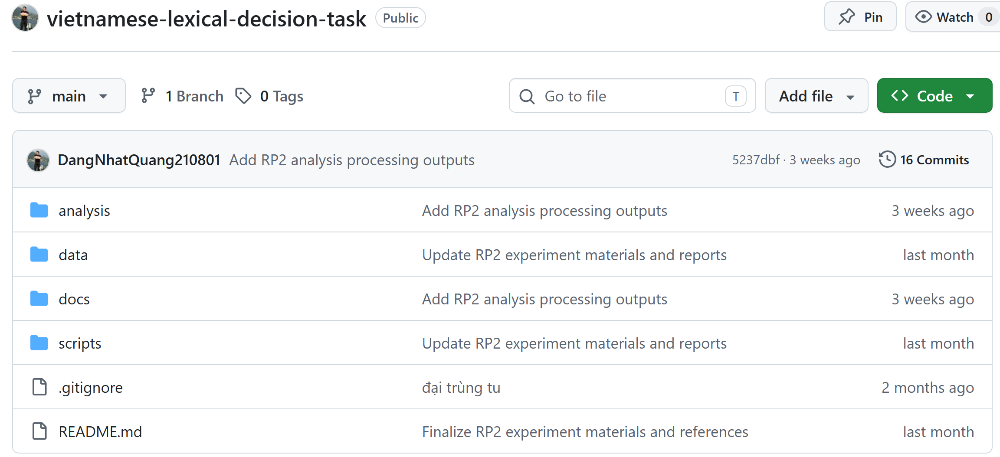 vietnamese-lexical-decision-task Public Pin Watch 0
main 1 Branch 0 Tags Go to file T Add file Code
DangNhatQuang210801 Add RP2 analysis processing outputs 5237dbf · 3 weeks ago 16 Commits
analysis Add RP2 analysis processing outputs 3 weeks ago
data Update RP2 experiment materials and reports last month
docs Add RP2 analysis processing outputs 3 weeks ago
scripts Update RP2 experiment materials and reports last month
.gitignore đại trùng tu 2 months ago
README.md Finalize RP2 experiment materials and references last month